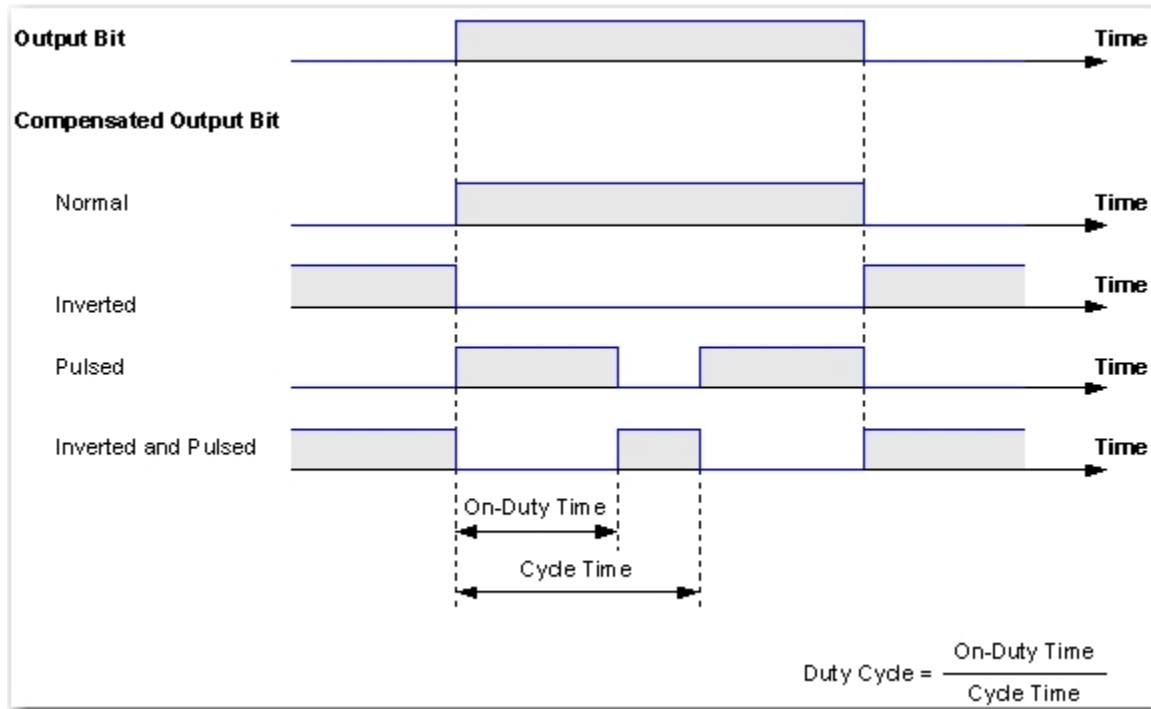 Output Bit
Time
Compensated Output Bit
Normal
Time
Inverted
Time
Pulsed
Time
Inverted and Pulsed
Time
On-Duty Time
Cycle Time
Duty Cycle = On-Duty Time
Cycle Time